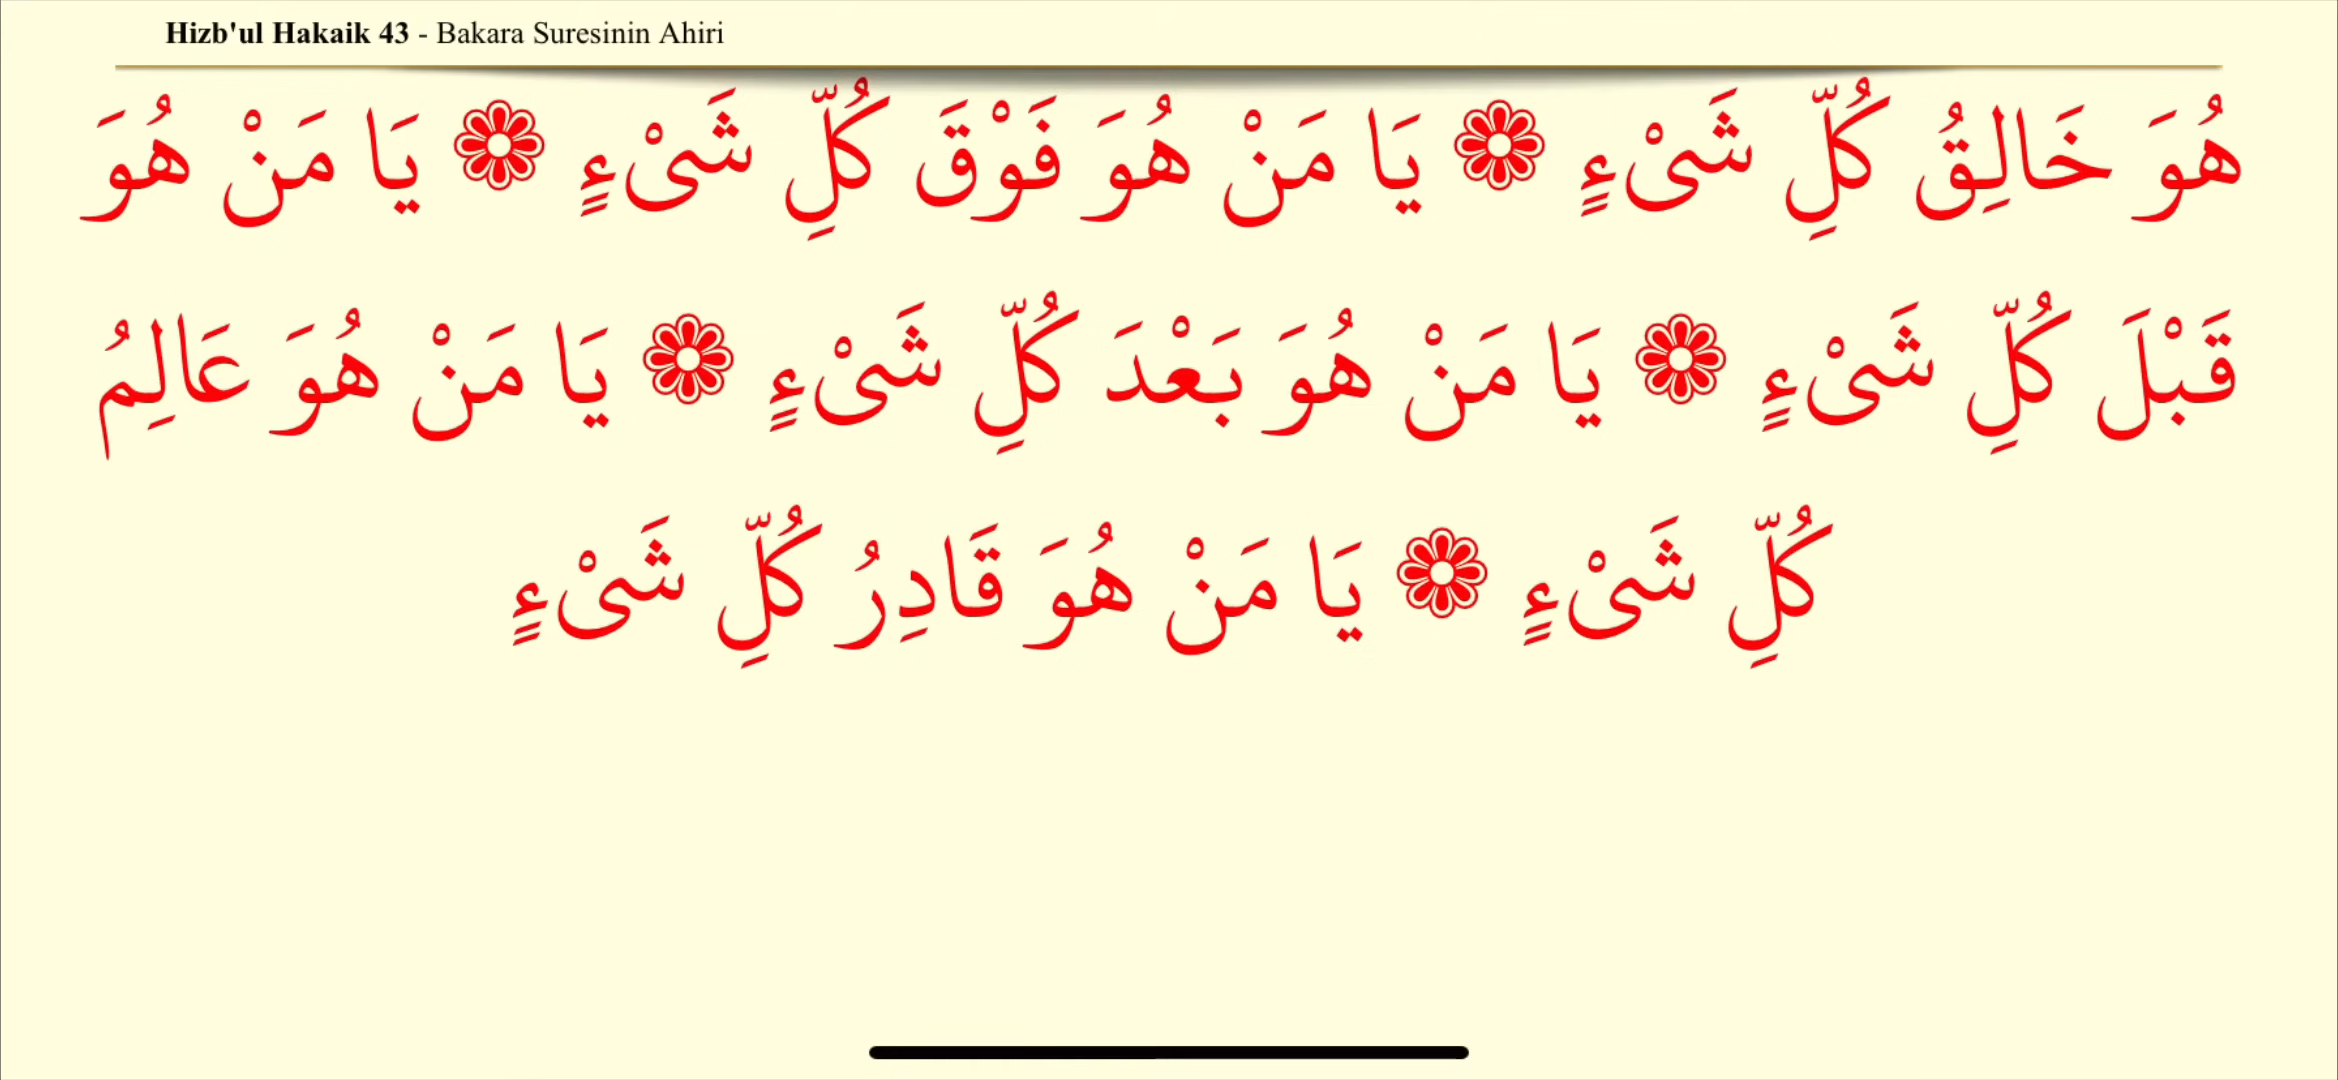 Hizb'ul Hakaik 43 - Bakara Suresinin Ahiri
هُوَ خَالِقُ كُلِّ شَىْءٍ ❁ يَا مَنْ هُوَ فَوْقَ كُلِّ شَىْءٍ ❁ يَا مَنْ هُوَ
قَبْلَ كُلِّ شَىْءٍ ❁ يَا مَنْ هُوَ بَعْدَ كُلِّ شَىْءٍ ❁ يَا مَنْ هُوَ عَالِمُ
كُلِّ شَىْءٍ ❁ يَا مَنْ هُوَ قَادِرُ كُلِّ شَىْءٍ